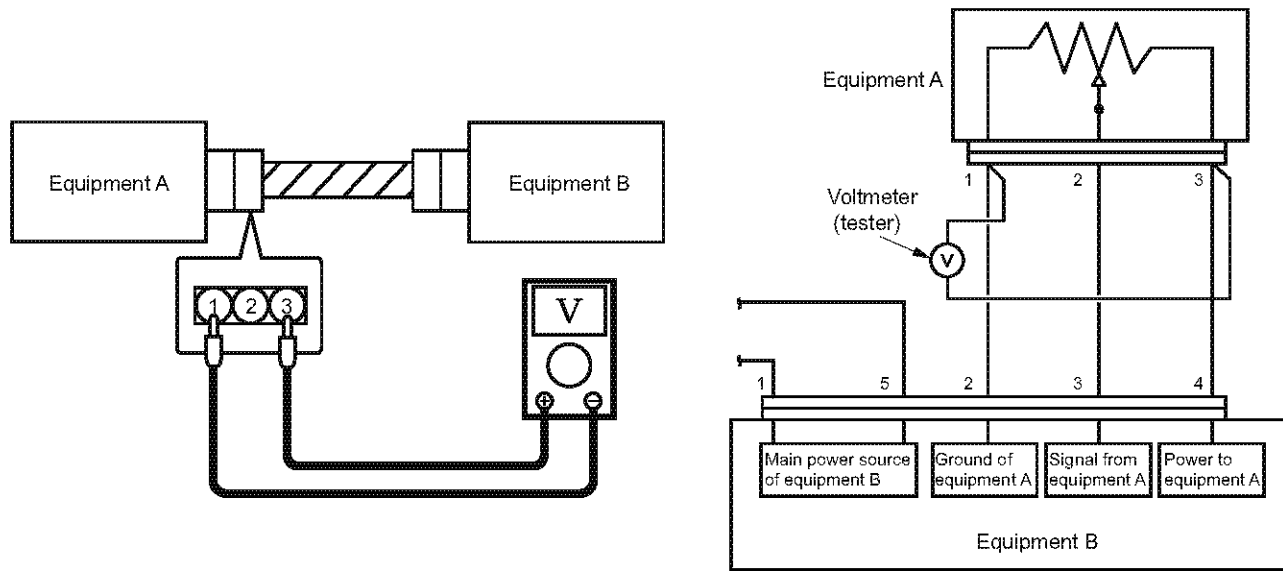 Equipment A
Equipment B
1 2 3
V
+ −
Equipment A
1 2 3
Voltmeter
(tester)
V
1 5 2 3 4
Main power source
of equipment B
Ground of
equipment A
Signal from
equipment A
Power to
equipment A
Equipment B